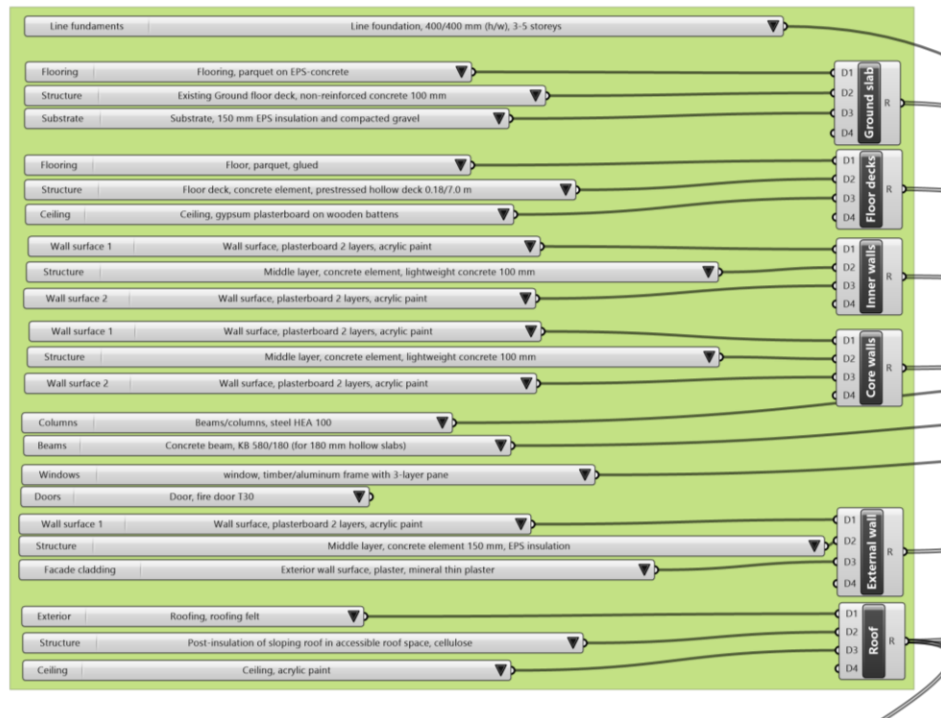 Line fundaments Line foundation, 400/400 mm (h/w), 3-5 storeys
Flooring Flooring, parquet on EPS-concrete
Structure Existing Ground floor deck, non-reinforced concrete 100 mm
Substrate Substrate, 150 mm EPS insulation and compacted gravel
D1
D2
D3
D4
Ground slab
R
Flooring Floor, parquet, glued
Structure Floor deck, concrete element, prestressed hollow deck 0.18/7.0 m
Ceiling Ceiling, gypsum plasterboard on wooden battens
D1
D2
D3
D4
Floor decks
R
Wall surface 1 Wall surface, plasterboard 2 layers, acrylic paint
Structure Middle layer, concrete element, lightweight concrete 100 mm
Wall surface 2 Wall surface, plasterboard 2 layers, acrylic paint
D1
D2
D3
D4
Inner walls
R
Wall surface 1 Wall surface, plasterboard 2 layers, acrylic paint
Structure Middle layer, concrete element, lightweight concrete 100 mm
Wall surface 2 Wall surface, plasterboard 2 layers, acrylic paint
D1
D2
D3
D4
Core walls
R
Columns Beams/columns, steel HEA 100
Beams Concrete beam, KB 580/180 (for 180 mm hollow slabs)
Windows window, timber/aluminum frame with 3-layer pane
Doors Door, fire door T30
Wall surface 1 Wall surface, plasterboard 2 layers, acrylic paint
Structure Middle layer, concrete element 150 mm, EPS insulation
Facade cladding Exterior wall surface, plaster, mineral thin plaster
D1
D2
D3
D4
External wall
R
Exterior Roofing, roofing felt
Structure Post-insulation of sloping roof in accessible roof space, cellulose
Ceiling Ceiling, acrylic paint
D1
D2
D3
D4
Roof
R